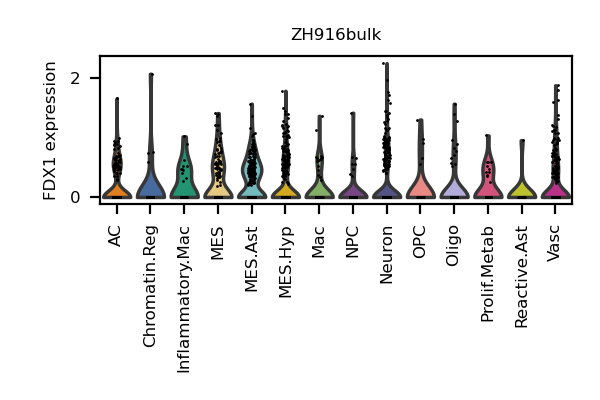 ZH916bulk
FDX1 expression
2
0
AC
Chromatin.Reg
Inflammatory.Mac
MES
MES.Ast
MES.Hyp
Mac
NPC
Neuron
OPC
Oligo
Prolif.Metab
Reactive.Ast
Vasc